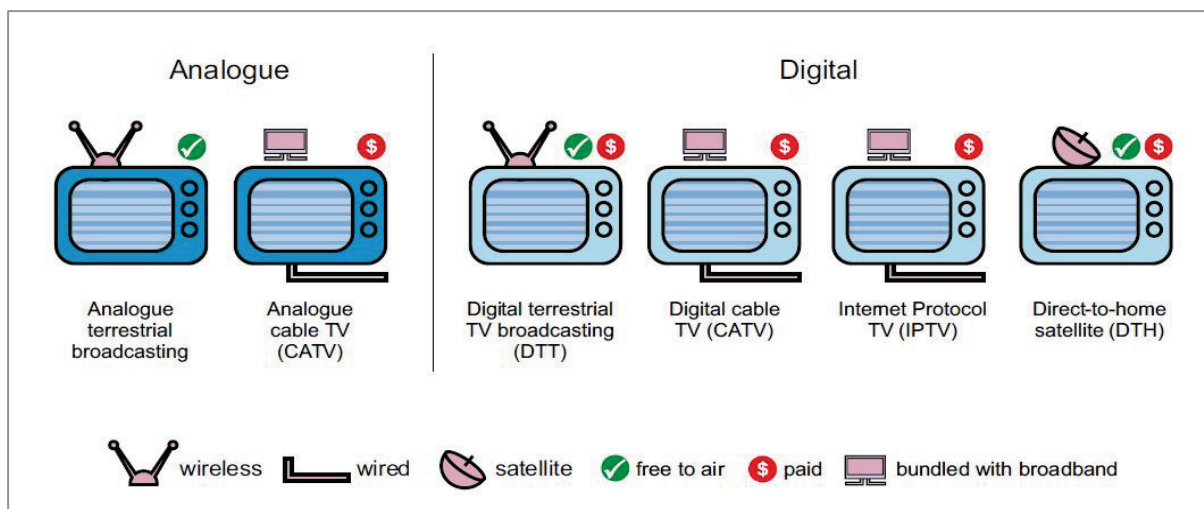 Analogue
Digital
$
$
$
$
$
Analogue
terrestrial
broadcasting
Analogue
cable TV
(CATV)
Digital terrestrial
TV broadcasting
(DTT)
Digital cable
TV (CATV)
Internet Protocol
TV (IPTV)
Direct-to-home
satellite (DTH)
wireless
wired
satellite
free to air
$ paid
bundled with broadband